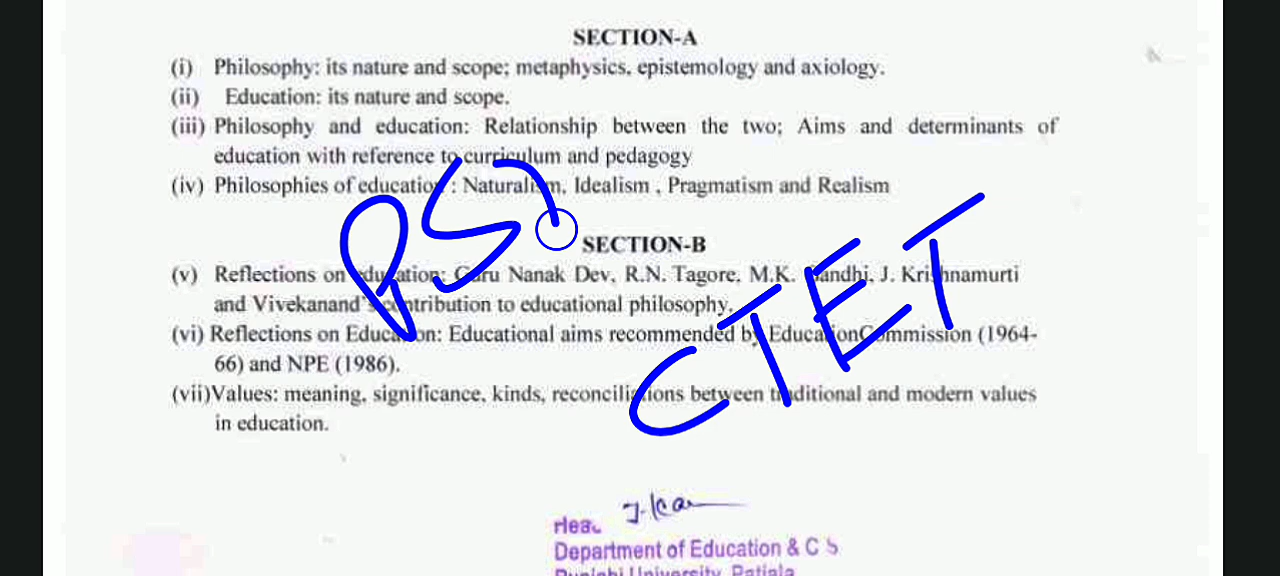 SECTION-A
(i) Philosophy: its nature and scope; metaphysics, epistemology and axiology.
(ii) Education: its nature and scope.
(iii) Philosophy and education: Relationship between the two; Aims and determinants of
education with reference to curriculum and pedagogy
(iv) Philosophies of education : Naturalism, Idealism , Pragmatism and Realism
SECTION-B
(v) Reflections on education: Guru Nanak Dev, R.N. Tagore, M.K. Gandhi, J. Krishnamurti
and Vivekanand's contribution to educational philosophy.
(vi) Reflections on Education: Educational aims recommended by EducationCommission (1964-
66) and NPE (1986).
(vii)Values: meaning, significance, kinds, reconciliations between traditional and modern values
in education.
CTET
Department of Education & C S
Punjabi University, Patiala